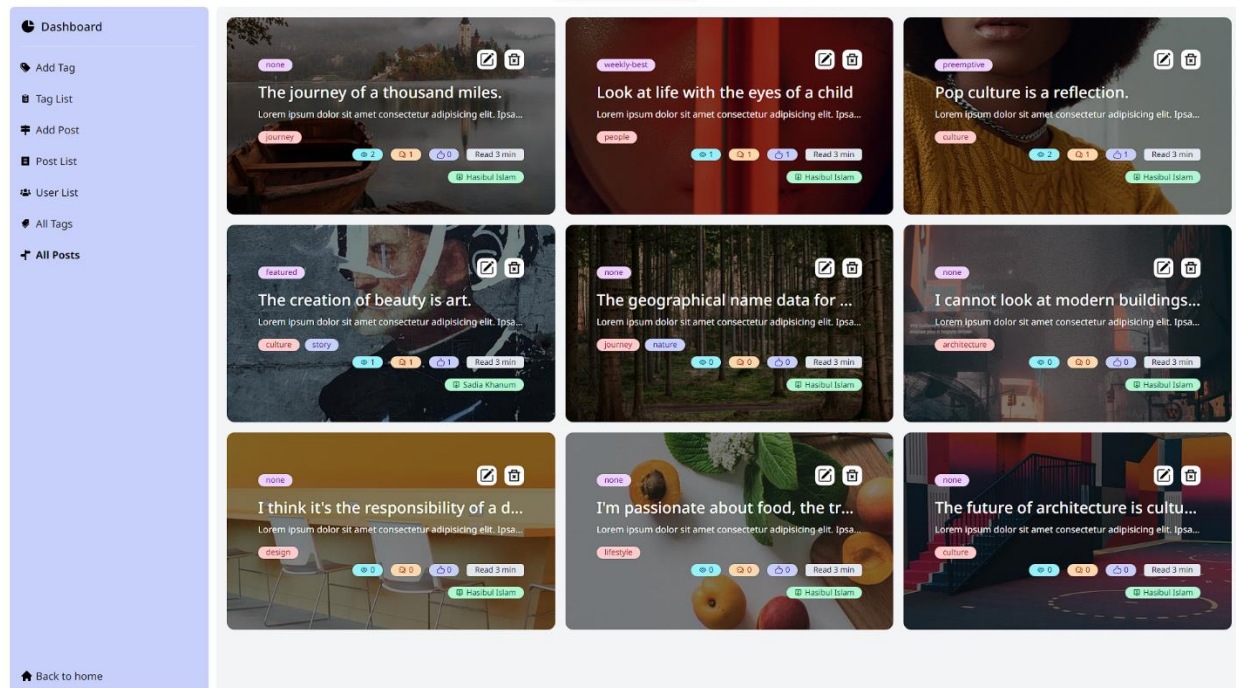 Dashboard
Add Tag
Tag List
Add Post
Post List
User List
All Tags
All Posts
Back to home
none
The journey of a thousand miles.
Lorem ipsum dolor sit amet consectetur adipisicing elit. Ipsa...
journey
2 1 0 Read 3 min
Hasibul Islam
weekly-best
Look at life with the eyes of a child
Lorem ipsum dolor sit amet consectetur adipisicing elit. Ipsa...
people
1 1 1 Read 3 min
Hasibul Islam
preemptive
Pop culture is a reflection.
Lorem ipsum dolor sit amet consectetur adipisicing elit. Ipsa...
culture
2 1 1 Read 3 min
Hasibul Islam
featured
The creation of beauty is art.
Lorem ipsum dolor sit amet consectetur adipisicing elit. Ipsa...
culture story
1 1 1 Read 3 min
Sadia Khanum
none
The geographical name data for ...
Lorem ipsum dolor sit amet consectetur adipisicing elit. Ipsa...
journey nature
0 0 0 Read 3 min
Hasibul Islam
none
I cannot look at modern buildings...
Lorem ipsum dolor sit amet consectetur adipisicing elit. Ipsa...
architecture
0 0 0 Read 3 min
Hasibul Islam
none
I think it's the responsibility of a d...
Lorem ipsum dolor sit amet consectetur adipisicing elit. Ipsa...
design
0 0 0 Read 3 min
Hasibul Islam
none
I'm passionate about food, the tr...
Lorem ipsum dolor sit amet consectetur adipisicing elit. Ipsa...
lifestyle
0 0 0 Read 3 min
Hasibul Islam
none
The future of architecture is cultu...
Lorem ipsum dolor sit amet consectetur adipisicing elit. Ipsa...
culture
0 0 0 Read 3 min
Hasibul Islam